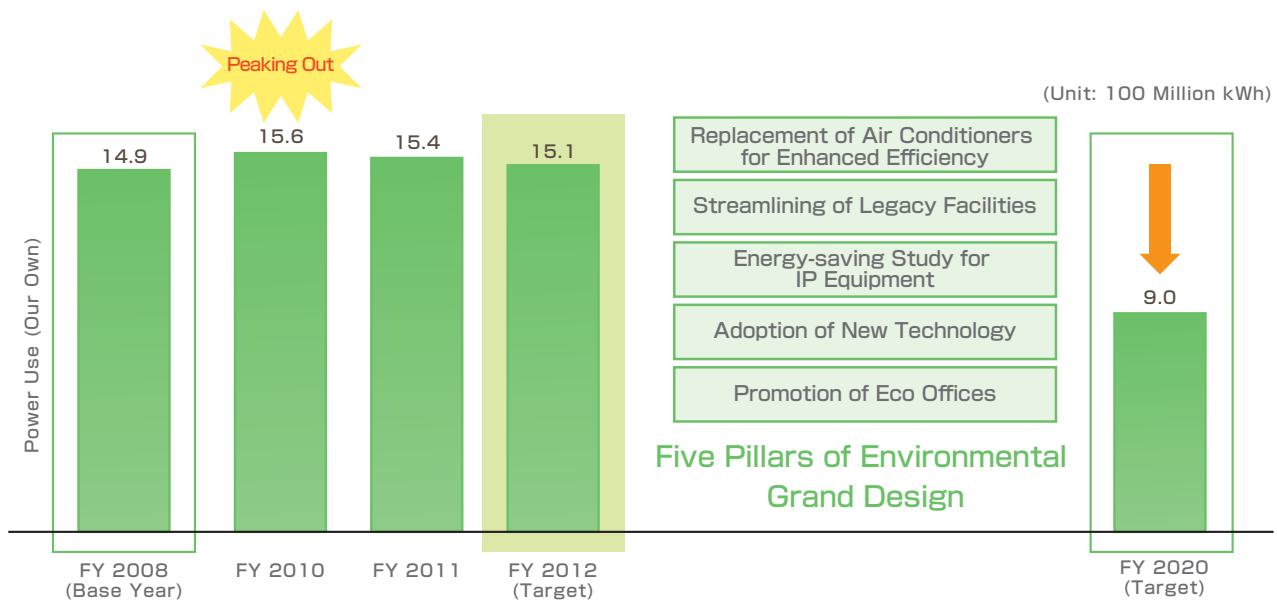 Peaking Out
(Unit: 100 Million kWh)
Power Use (Our Own)
14.9
15.6
15.4
15.1
Replacement of Air Conditioners
for Enhanced Efficiency
Streamlining of Legacy Facilities
Energy-saving Study for
IP Equipment
Adoption of New Technology
Promotion of Eco Offices
Five Pillars of Environmental
Grand Design
9.0
FY 2008
(Base Year)
FY 2010
FY 2011
FY 2012
(Target)
FY 2020
(Target)